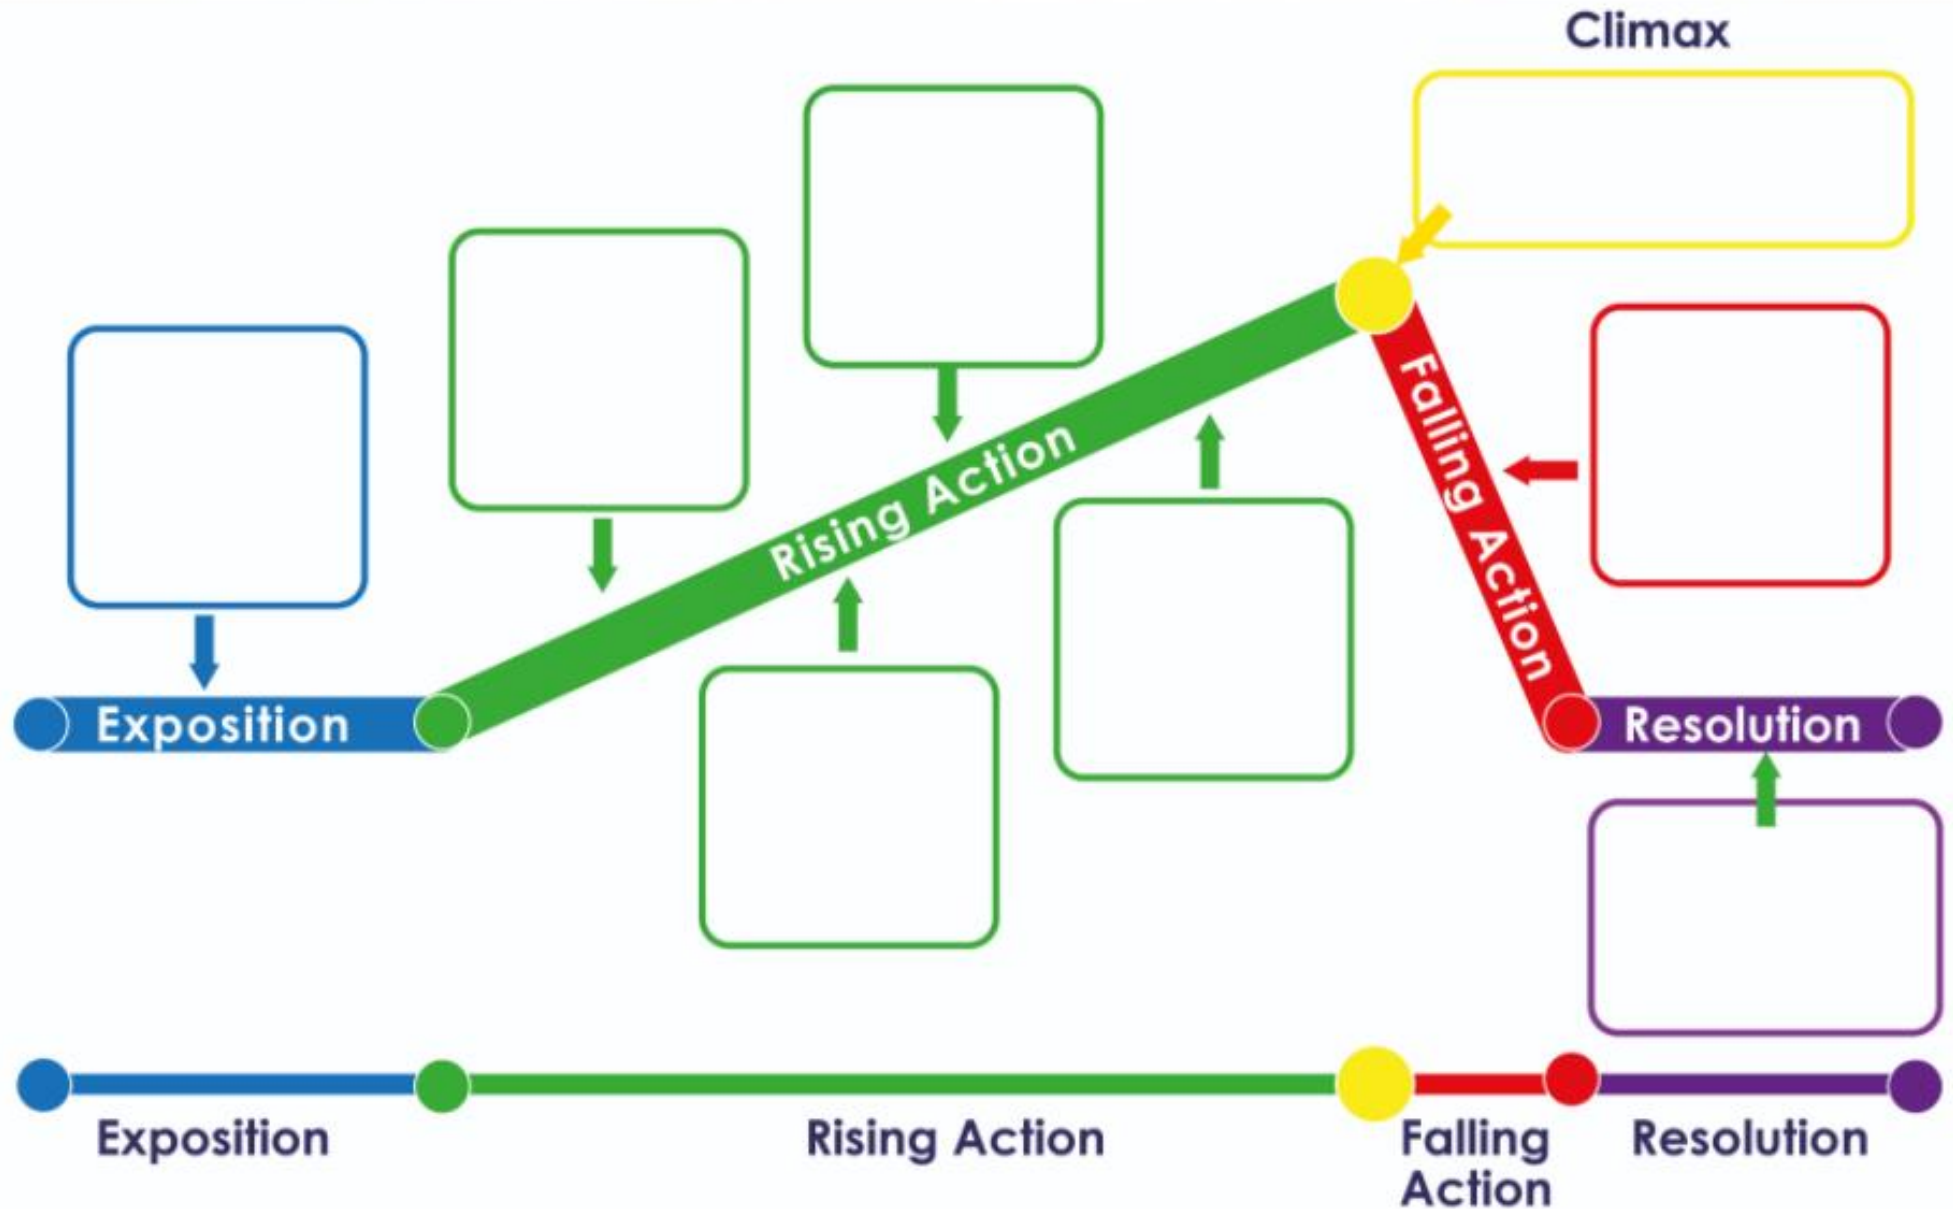 Climax
Rising Action
Falling Action
Exposition
Resolution
Exposition
Rising Action
Falling
Action
Resolution